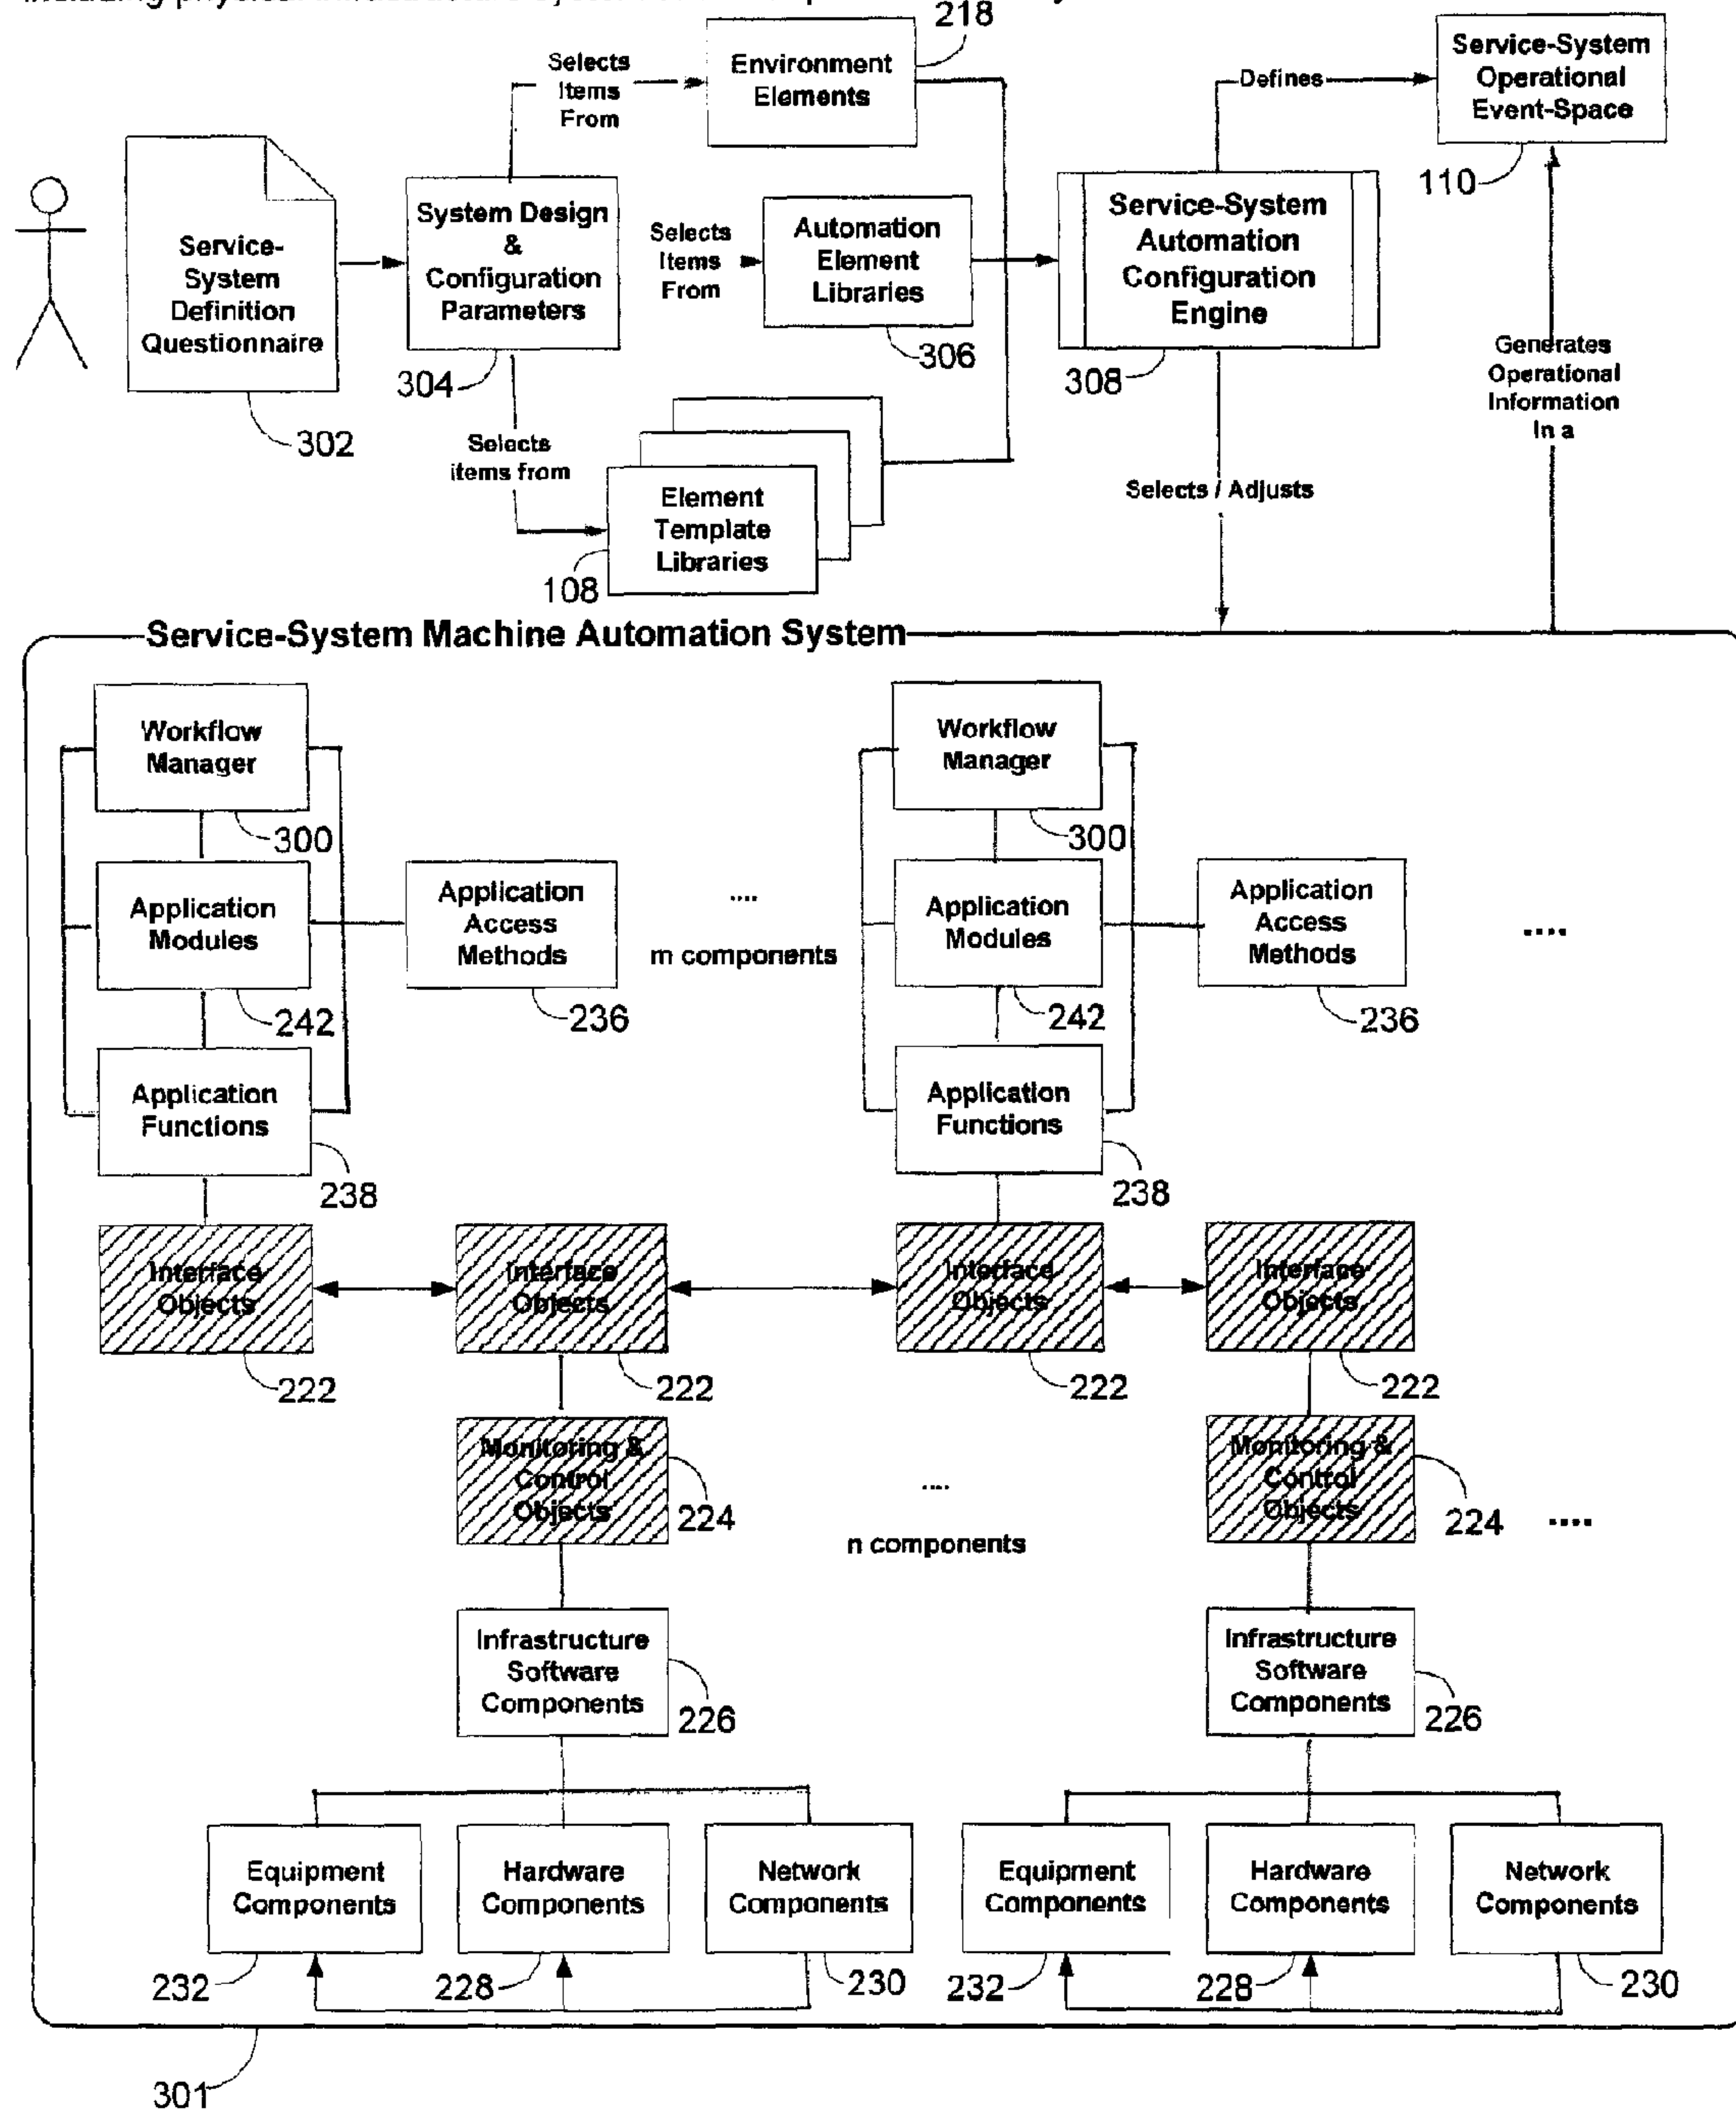 218
Selects
Items
From
Environment
Elements
Defines
Service-System
Operational
Event-Space
110
Service-
System
Definition
Questionnaire
302
System Design
&
Configuration
Parameters
304
Selects
Items
From
Automation
Element
Libraries
306
Service-System
Automation
Configuration
Engine
308
Generates
Operational
Information
In a
Selects
items from
Element
Template
Libraries
108
Selects / Adjusts
Service-System Machine Automation System
Workflow
Manager
300
Application
Modules
242
Application
Access
Methods
236
....
m components
Application
Functions
238
Workflow
Manager
300
Application
Modules
242
Application
Access
Methods
236
....
Application
Functions
238
Interface
Objects
222
Interface
Objects
222
Interface
Objects
222
Interface
Objects
222
Monitoring &
Control
Objects
224
....
n components
Monitoring &
Control
Objects
224
....
Infrastructure
Software
Components
226
Infrastructure
Software
Components
226
Equipment
Components
232
Hardware
Components
228
Network
Components
230
Equipment
Components
232
Hardware
Components
228
Network
Components
230
301